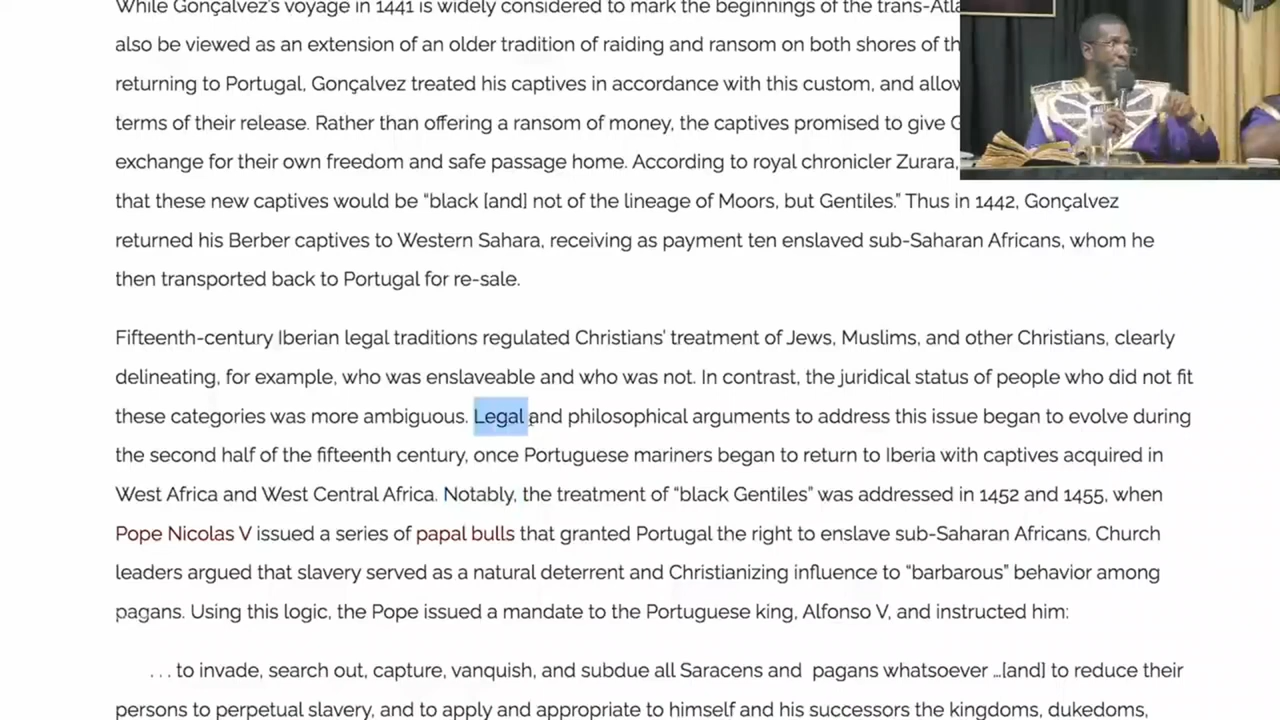 While Gonçalvez's voyage in 1441 is widely considered to mark the beginnings of the
also be viewed as an extension of an older tradition of raiding and ransom on both shores of
returning to Portugal, Gonçalvez treated his captives in accordance with this custom, and
terms of their release. Rather than offering a ransom of money, the captives promised to give
exchange for their own freedom and safe passage home. According to royal chronicler Zurara,
that these new captives would be “black [and] not of the lineage of Moors, but Gentiles.” Thus in 1442, Gonçalvez
returned his Berber captives to Western Sahara, receiving as payment ten enslaved sub-Saharan Africans, whom he
then transported back to Portugal for re-sale.
Fifteenth-century Iberian legal traditions regulated Christians' treatment of Jews, Muslims, and other Christians, clearly
delineating, for example, who was enslaveable and who was not. In contrast, the juridical status of people who did not fit
these categories was more ambiguous. Legal and philosophical arguments to address this issue began to evolve during
the second half of the fifteenth century, once Portuguese mariners began to return to Iberia with captives acquired in
West Africa and West Central Africa. Notably, the treatment of “black Gentiles” was addressed in 1452 and 1455, when
Pope Nicolas V issued a series of papal bulls that granted Portugal the right to enslave sub-Saharan Africans. Church
leaders argued that slavery served as a natural deterrent and Christianizing influence to “barbarous” behavior among
pagans. Using this logic, the Pope issued a mandate to the Portuguese king, Alfonso V, and instructed him:
. . . to invade, search out, capture, vanquish, and subdue all Saracens and pagans whatsoever …[and] to reduce their
persons to perpetual slavery, and to apply and appropriate to himself and his successors the kingdoms, dukedoms,